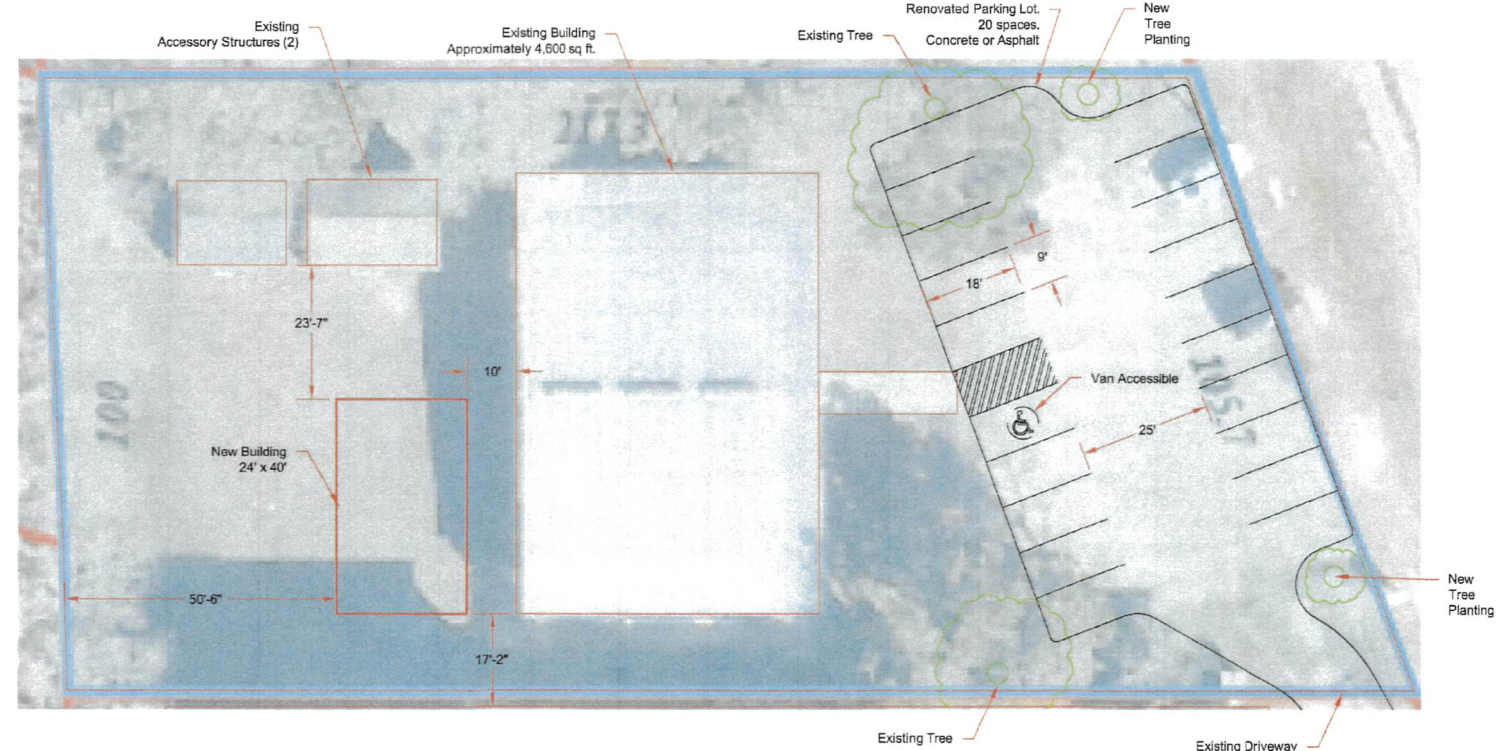 Existing
Accessory Structures (2)
Existing Building
Approximately 4,600 sq ft.
Existing Tree
Renovated Parking Lot.
20 spaces.
Concrete or Asphalt
New
Tree
Planting
9'
18'
23'-7"
10'
Van Accessible
100
25'
New Building
24' x 40'
50'-6"
17'-2"
New
Tree
Planting
Existing Tree
Existing Driveway